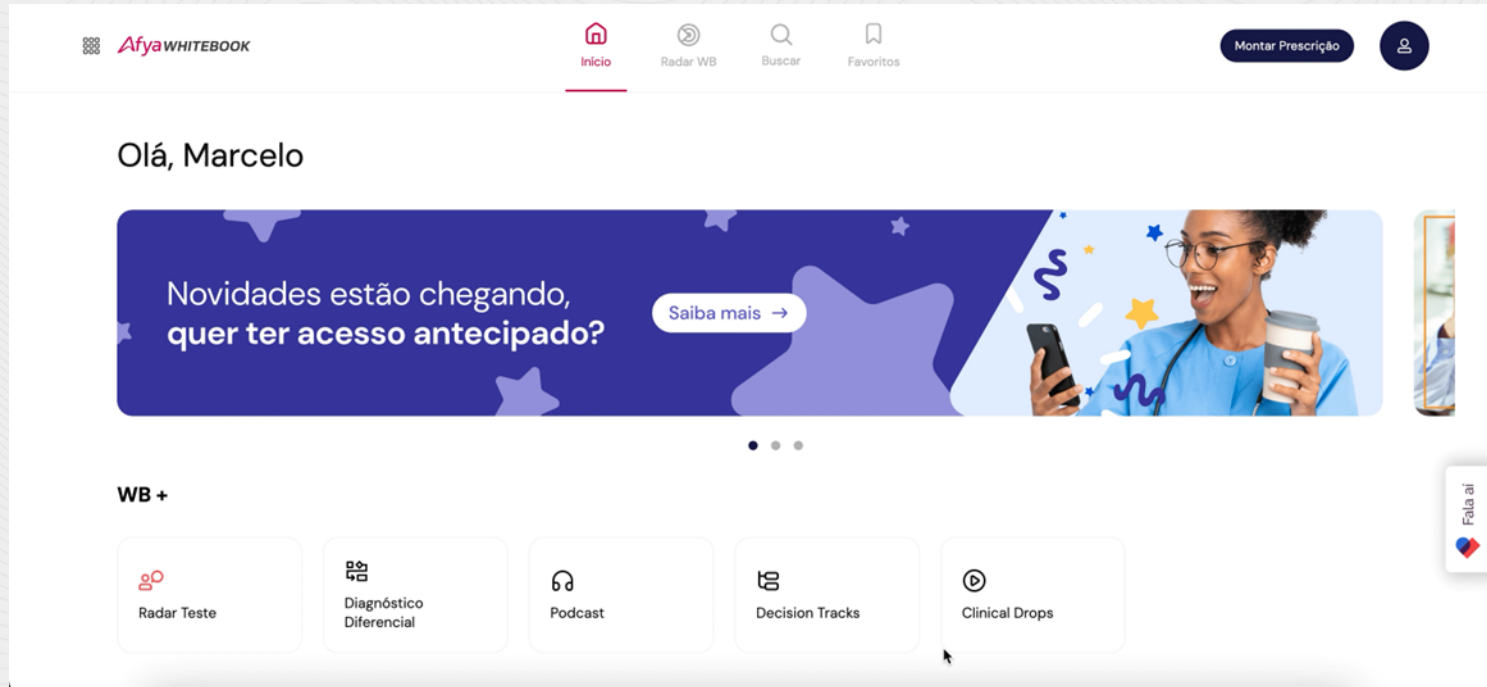 Afya WHITEBOOK
Início
Radar WB
Buscar
Favoritos
Montar Prescrição
Olá, Marcelo
Novidades estão chegando,
quer ter acesso antecipado?
Saiba mais →
WB +
Radar Teste
Diagnóstico
Diferencial
Podcast
Decision Tracks
Clinical Drops
Fala aí